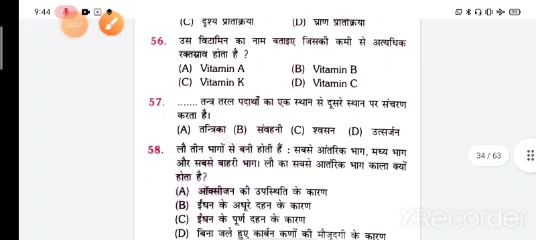 9:44
(C) दृश्य प्रतिक्रिया (D) घ्राण प्रतिक्रिया
56. उस विटामिन का नाम बताइए जिसकी कमी से अत्यधिक
रक्तस्राव होता है ?
(A) Vitamin A (B) Vitamin B
(C) Vitamin K (D) Vitamin C
57. ....... तन्त्र तरल पदार्थों का एक स्थान से दूसरे स्थान पर संचरण
करता है।
(A) तन्त्रिका (B) संवहनी (C) श्वसन (D) उत्सर्जन
58. लौ तीन भागों से बनी होती हैं : सबसे आंतरिक भाग, मध्य भाग
और सबसे बाहरी भाग। लौ का सबसे आतंरिक भाग काला क्यों
होता है?
(A) ऑक्सीजन की उपस्थिति के कारण
(B) ईंधन के अधूरे दहन के कारण
(C) ईंधन के पूर्ण दहन के कारण
(D) बिना जले हुए कार्बन कणों की मौजूदगी के कारण
34 / 63
XRecorder